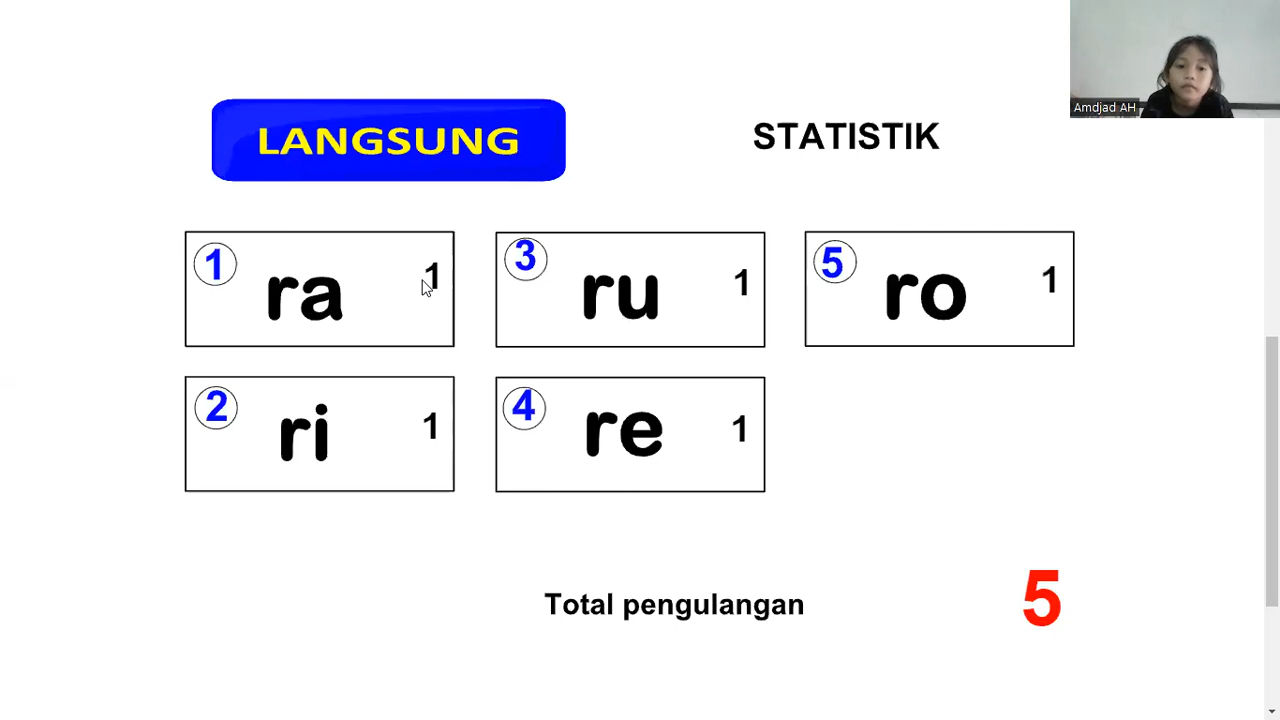 Amdjad AH
LANGSUNG
STATISTIK
1 ra 1
3 ru 1
5 ro 1
2 ri 1
4 re 1
Total pengulangan 5